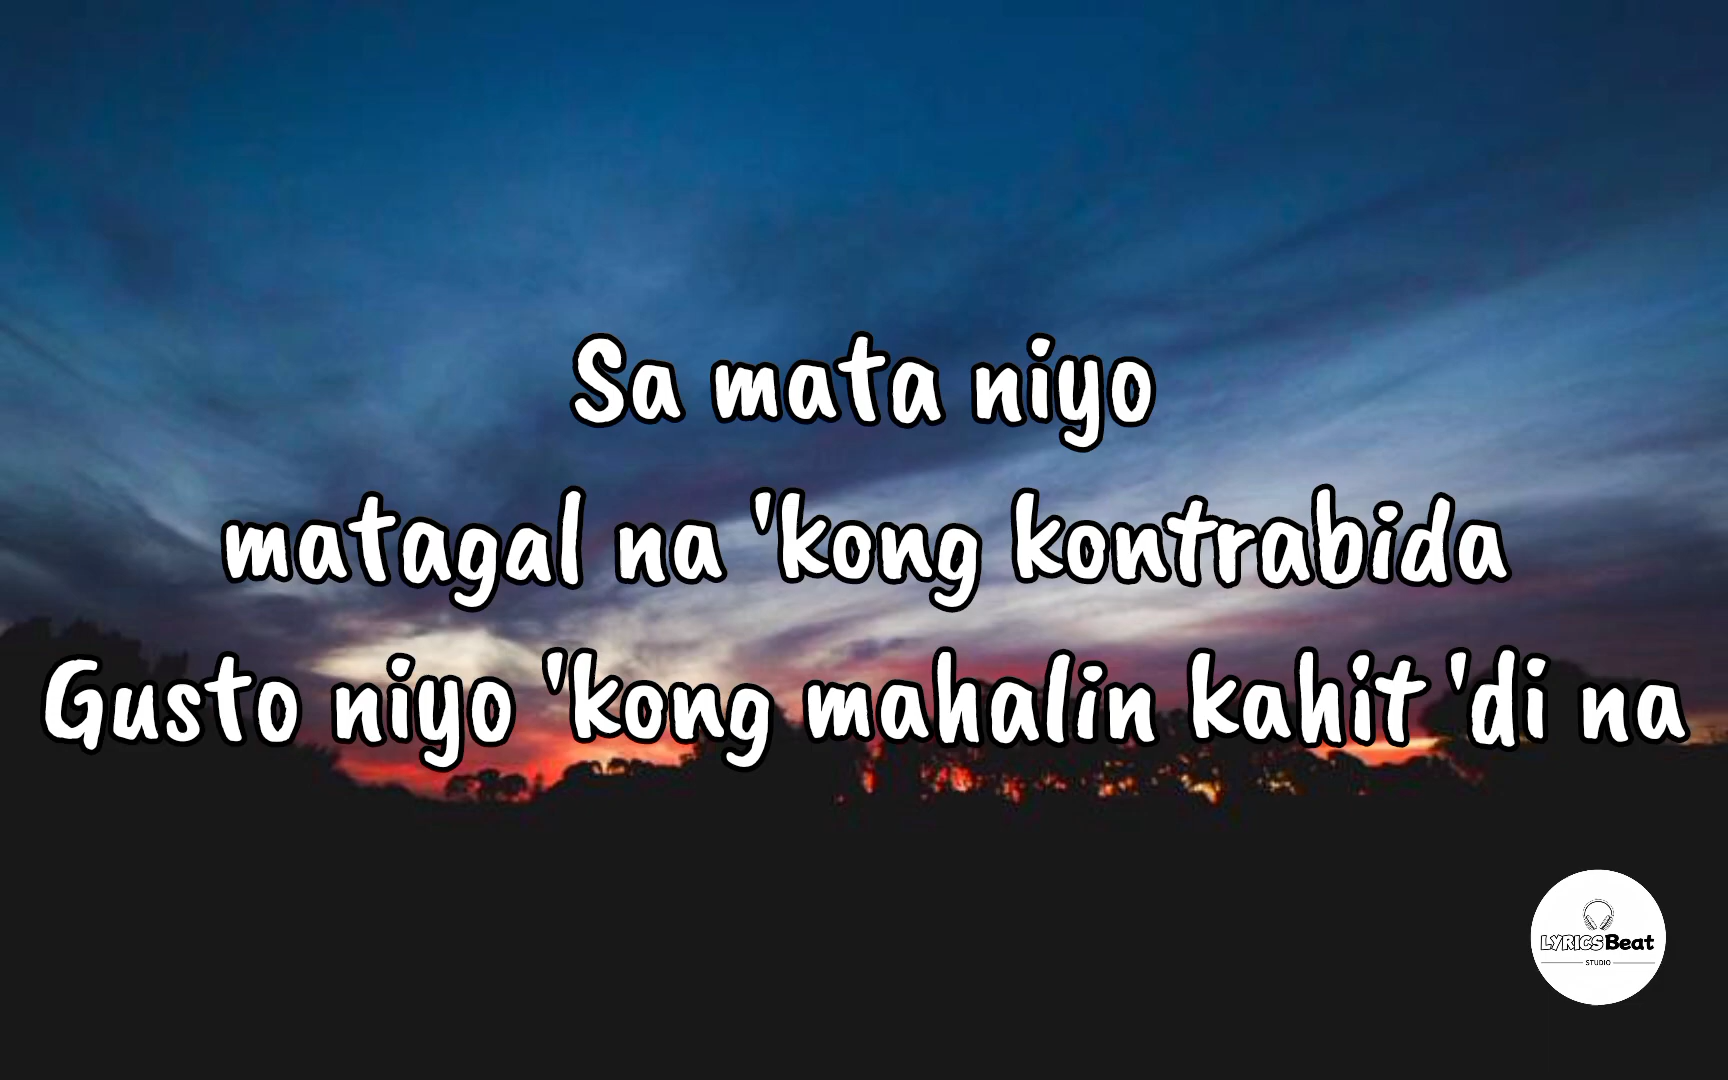 Sa mata niyo
matagal na 'kong kontrabida
Gusto niyo 'kong mahalin kahit 'di na
LYRICSBeat
STUDIO